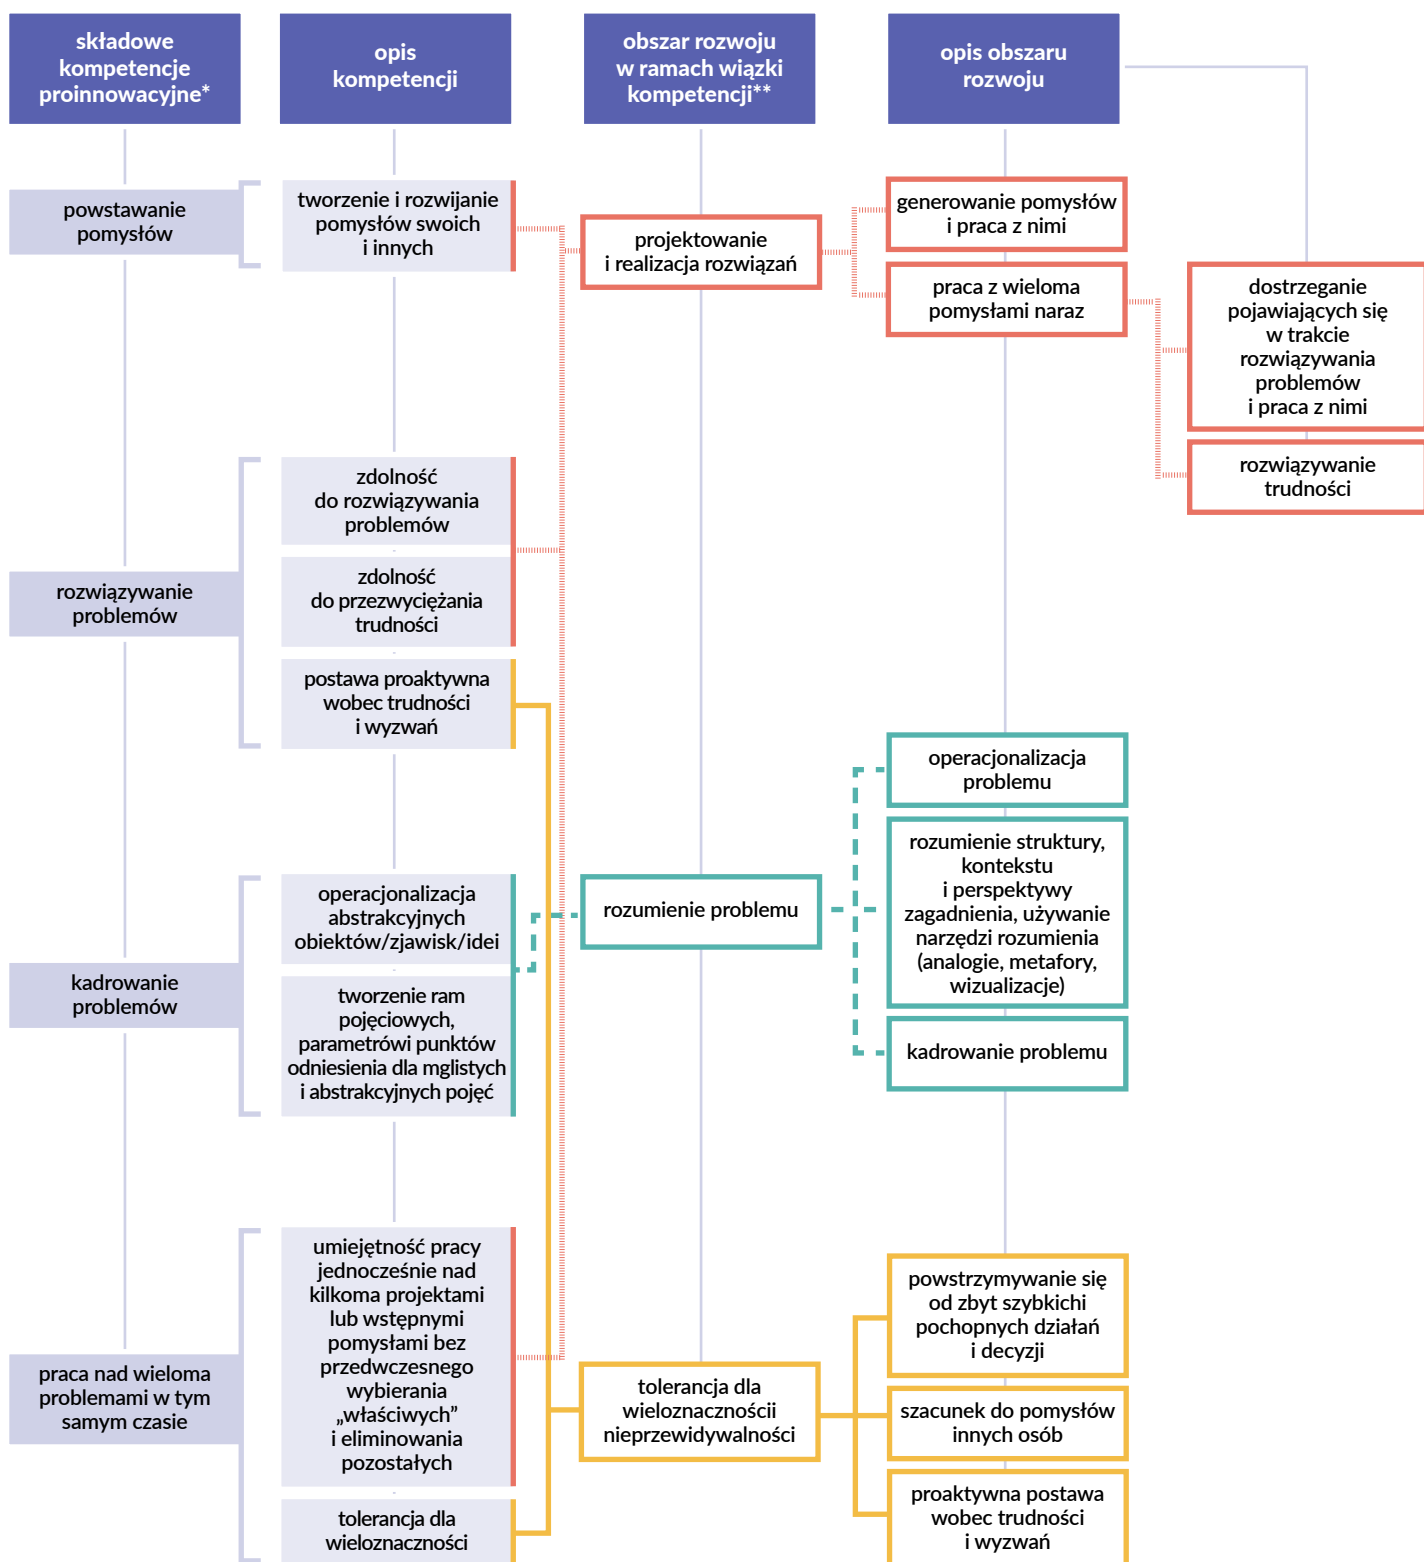 składowe
kompetencje
proinnowacyjne*
opis
kompetencji
obszar rozwoju
w ramach wiązki
kompetencji**
opis obszaru
rozwoju
powstawanie
pomysłów
tworzenie i rozwijanie
pomysłów swoich
i innych
projektowanie
i realizacja rozwiązań
generowanie pomysłów
i praca z nimi
praca z wieloma
pomysłami naraz
dostrzeganie
pojawiających się
w trakcie
rozwiązywania
problemów
i praca z nimi
rozwiązywanie
trudności
rozwiązywanie
problemów
zdolność
do rozwiązywania
problemów
zdolność
do przezwyciężania
trudności
postawa proaktywna
wobec trudności
i wyzwań
kadrowanie
problemów
operacjonalizacja
abstrakcyjnych
obiektów/zjawisk/idei
tworzenie ram
pojęciowych,
parametrówi punktów
odniesienia dla mglistych
i abstrakcyjnych pojęć
rozumienie problemu
operacjonalizacja
problemu
rozumienie struktury,
kontekstu
i perspektywy
zagadnienia, używanie
narzędzi rozumienia
(analogie, metafory,
wizualizacje)
kadrowanie problemu
praca nad wieloma
problemami w tym
samym czasie
umiejętność pracy
jednocześnie nad
kilkoma projektami
lub wstępnymi
pomysłami bez
przedwczesnego
wybierania
„właściwych”
i eliminowania
pozostałych
tolerancja dla
wieloznaczności
tolerancja dla
wieloznacznościi
nieprzewidywalności
powstrzymywanie się
od zbyt szybkichi
pochopnych działań
i decyzji
szacunek do pomysłów
innych osób
proaktywna postawa
wobec trudności
i wyzwań